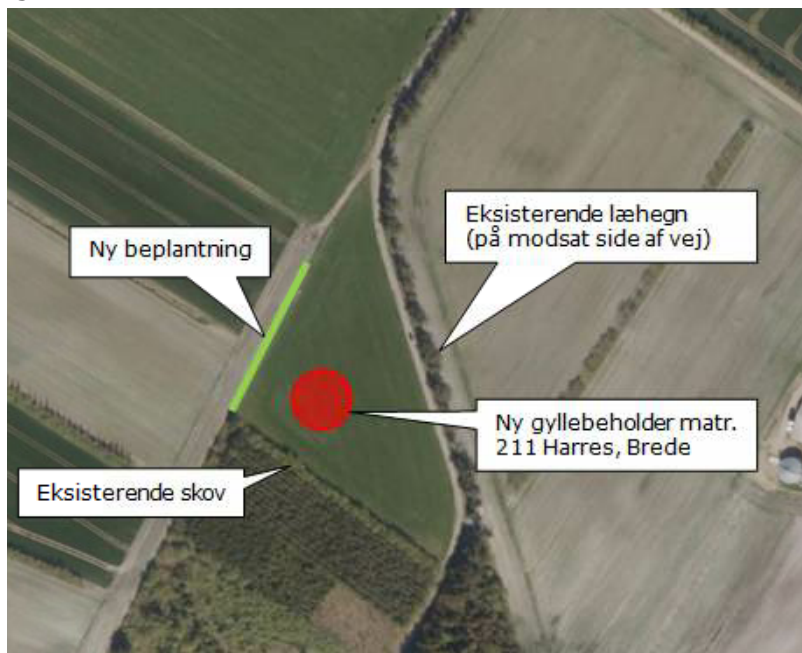 Eksisterende læhegn
(på modsat side af vej)
Ny beplantning
Ny gyllebeholder matr.
211 Harres, Brede
Eksisterende skov